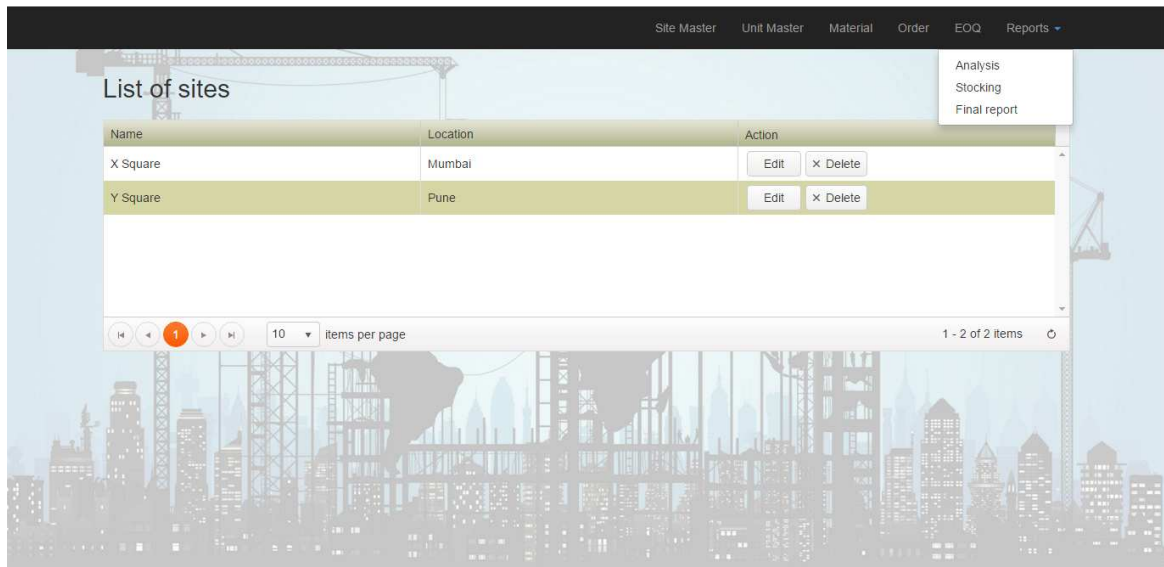 Site Master Unit Master Material Order EOQ Reports
Analysis
Stocking
Final report
List of sites
Name Location Action
X Square Mumbai Edit × Delete
Y Square Pune Edit × Delete
1 10 items per page 1 - 2 of 2 items